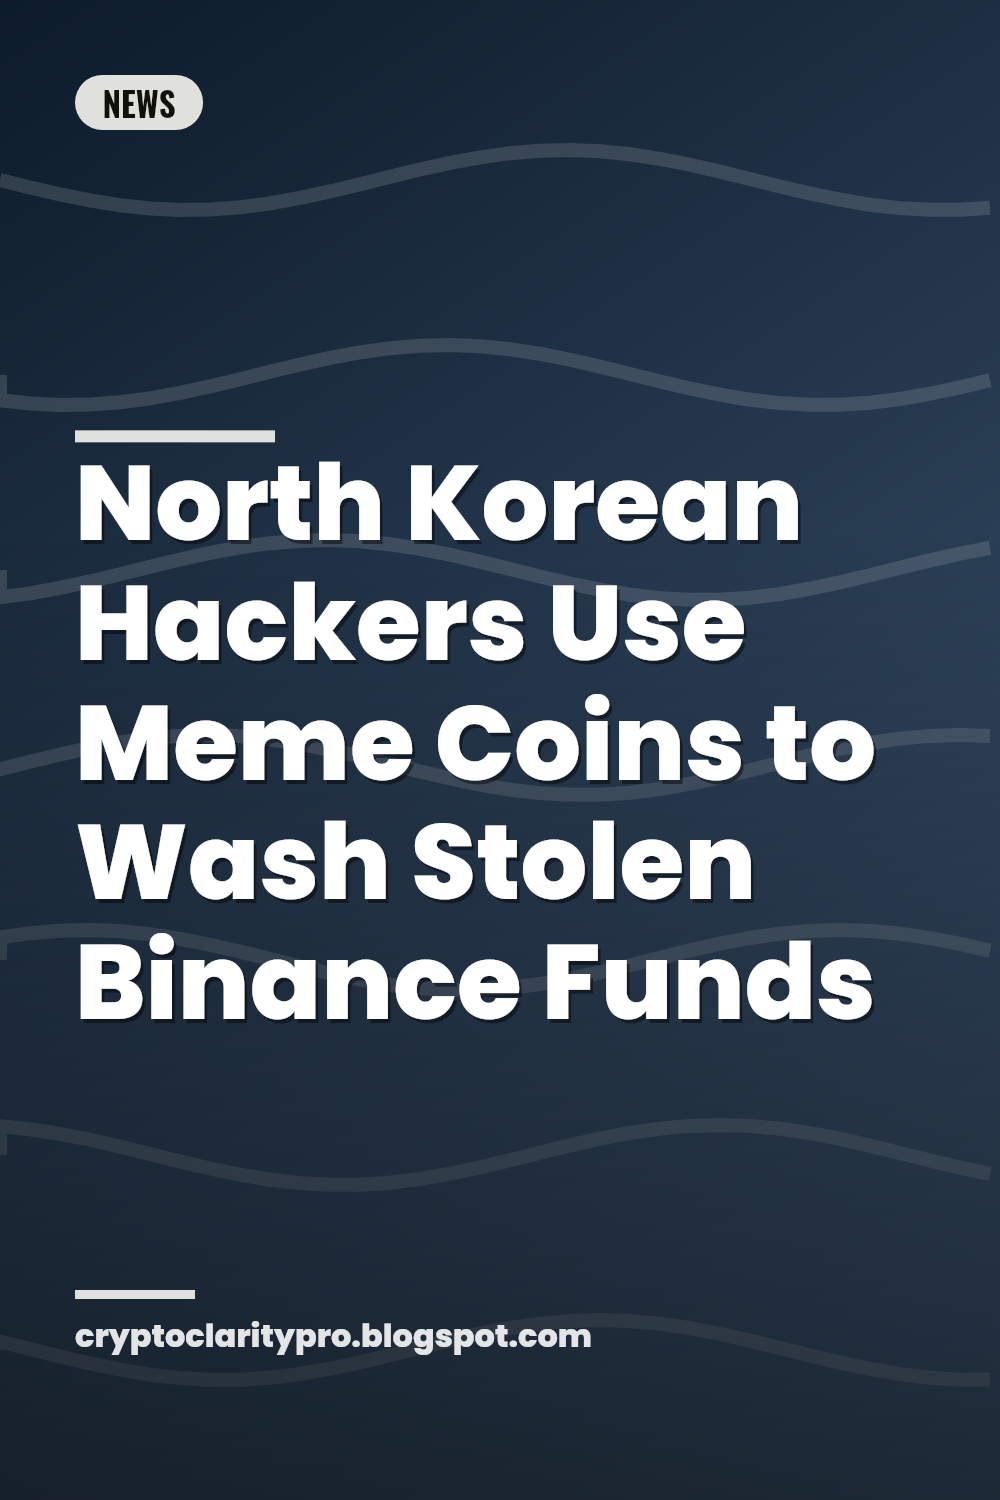 NEWS
North Korean
Hackers Use
Meme Coins to
Wash Stolen
Binance Funds
cryptoclaritypro.blogspot.com